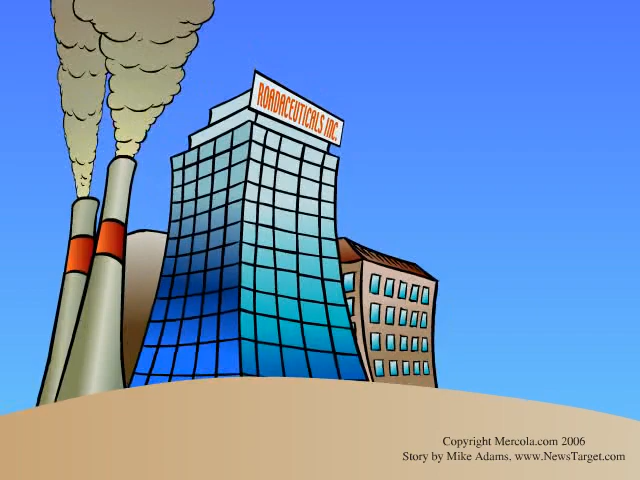 ROADACEUTICALS INC.
Copyright Mercola.com 2006
Story by Mike Adams, www.NewsTarget.com